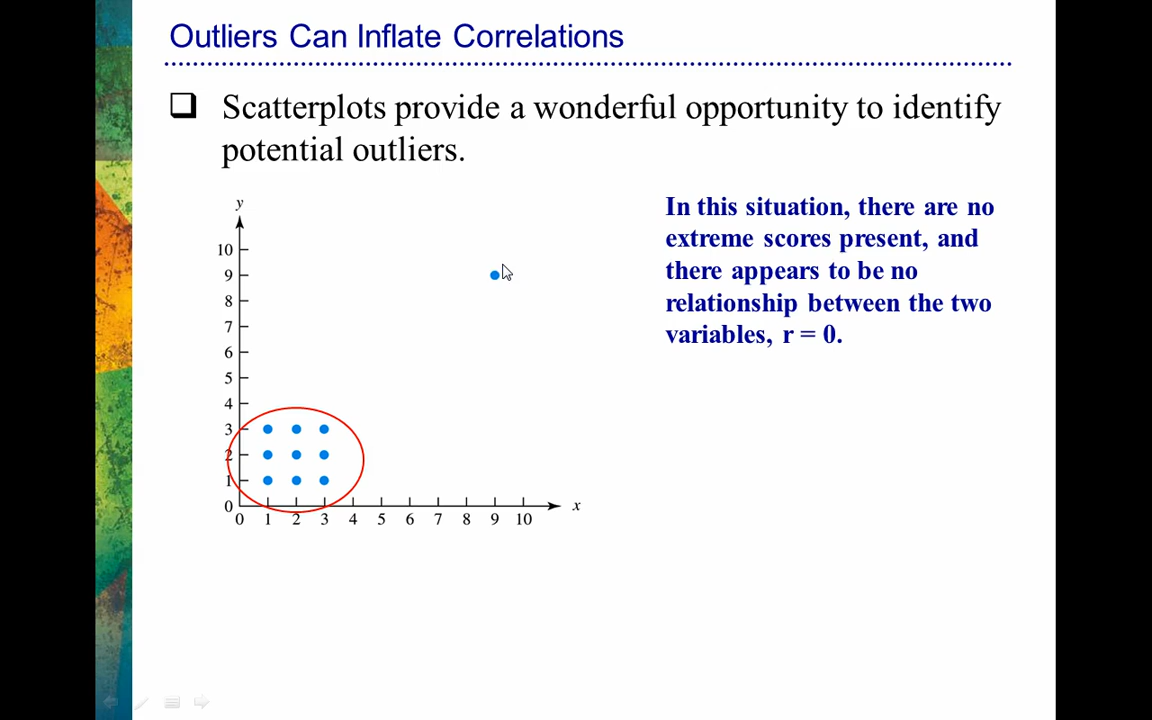 Outliers Can Inflate Correlations
Scatterplots provide a wonderful opportunity to identify
potential outliers.
In this situation, there are no
extreme scores present, and
there appears to be no
relationship between the two
variables, r = 0.
y
10
9
8
7
6
5
4
3
2
1
0
0 1 2 3 4 5 6 7 8 9 10
x